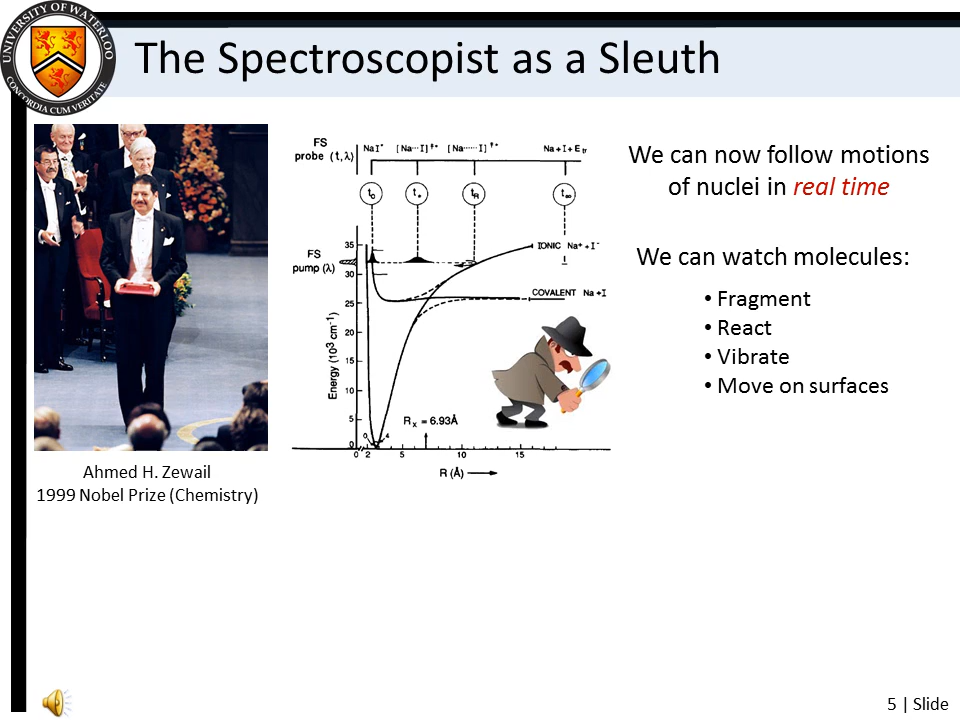 UNIVERSITY OF WATERLOO
CONCORDIA CUM VERITATE
The Spectroscopist as a Sleuth
Ahmed H. Zewail
1999 Nobel Prize (Chemistry)
FS
probe (t,λ)
NaI* [Na···I]‡* [Na······I]†* Na+I+E tr
t0 t* tR t∞
FS
pump (λ)
35
30
25
20
15
10
5
0
Energy (10³ cm⁻¹)
IONIC Na⁺+I⁻
COVALENT Na+I
Rx = 6.93Å
0 2 5 10 15
R (Å)
We can now follow motions
of nuclei in real time
We can watch molecules:
• Fragment
• React
• Vibrate
• Move on surfaces
5 | Slide